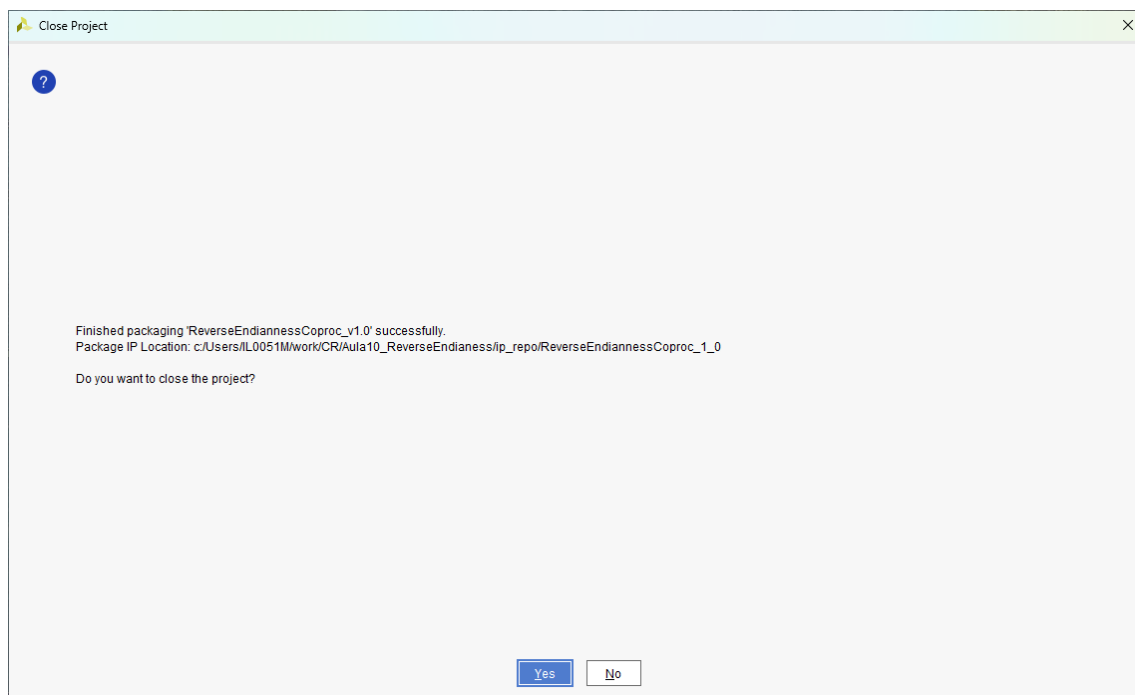 Close Project
?
Finished packaging 'ReverseEndiannessCoproc_v1.0' successfully.
Package IP Location: c:/Users/IL0051M/work/CR/Aula10_ReverseEndianess/ip_repo/ReverseEndiannessCoproc_1_0
Do you want to close the project?
Yes No